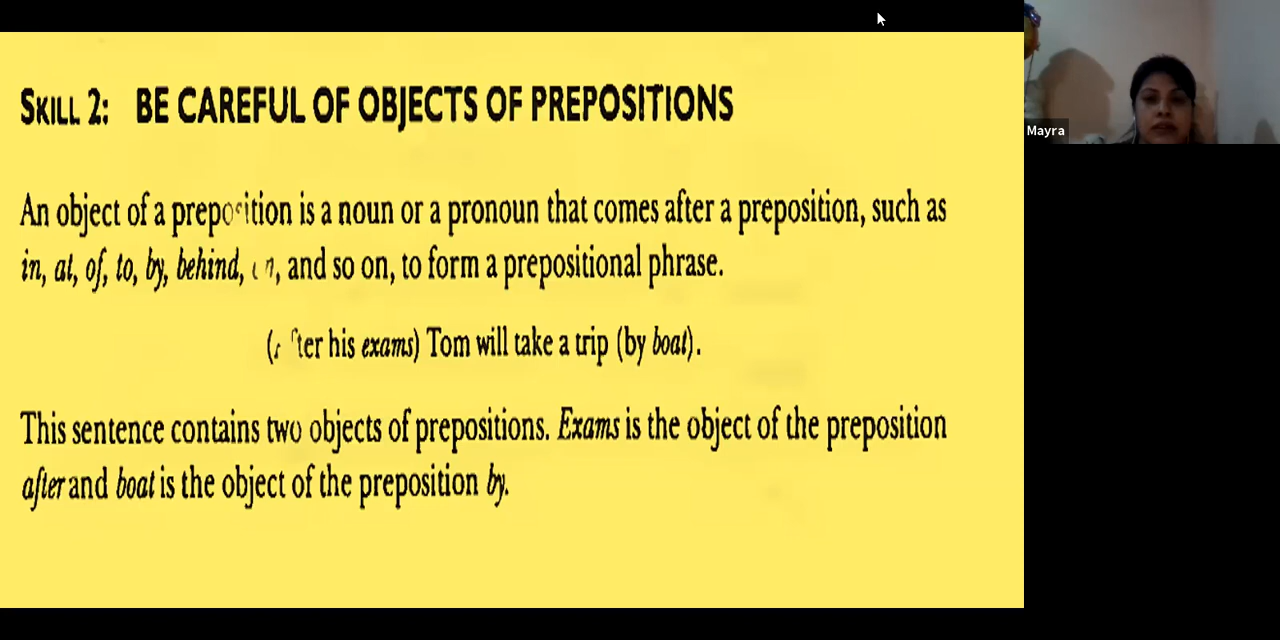 SKILL 2: BE CAREFUL OF OBJECTS OF PREPOSITIONS
Mayra
An object of a preposition is a noun or a pronoun that comes after a preposition, such as
in, at, of, to, by, behind, on, and so on, to form a prepositional phrase.
(After his exams) Tom will take a trip (by boat).
This sentence contains two objects of prepositions. Exams is the object of the preposition
after and boat is the object of the preposition by.